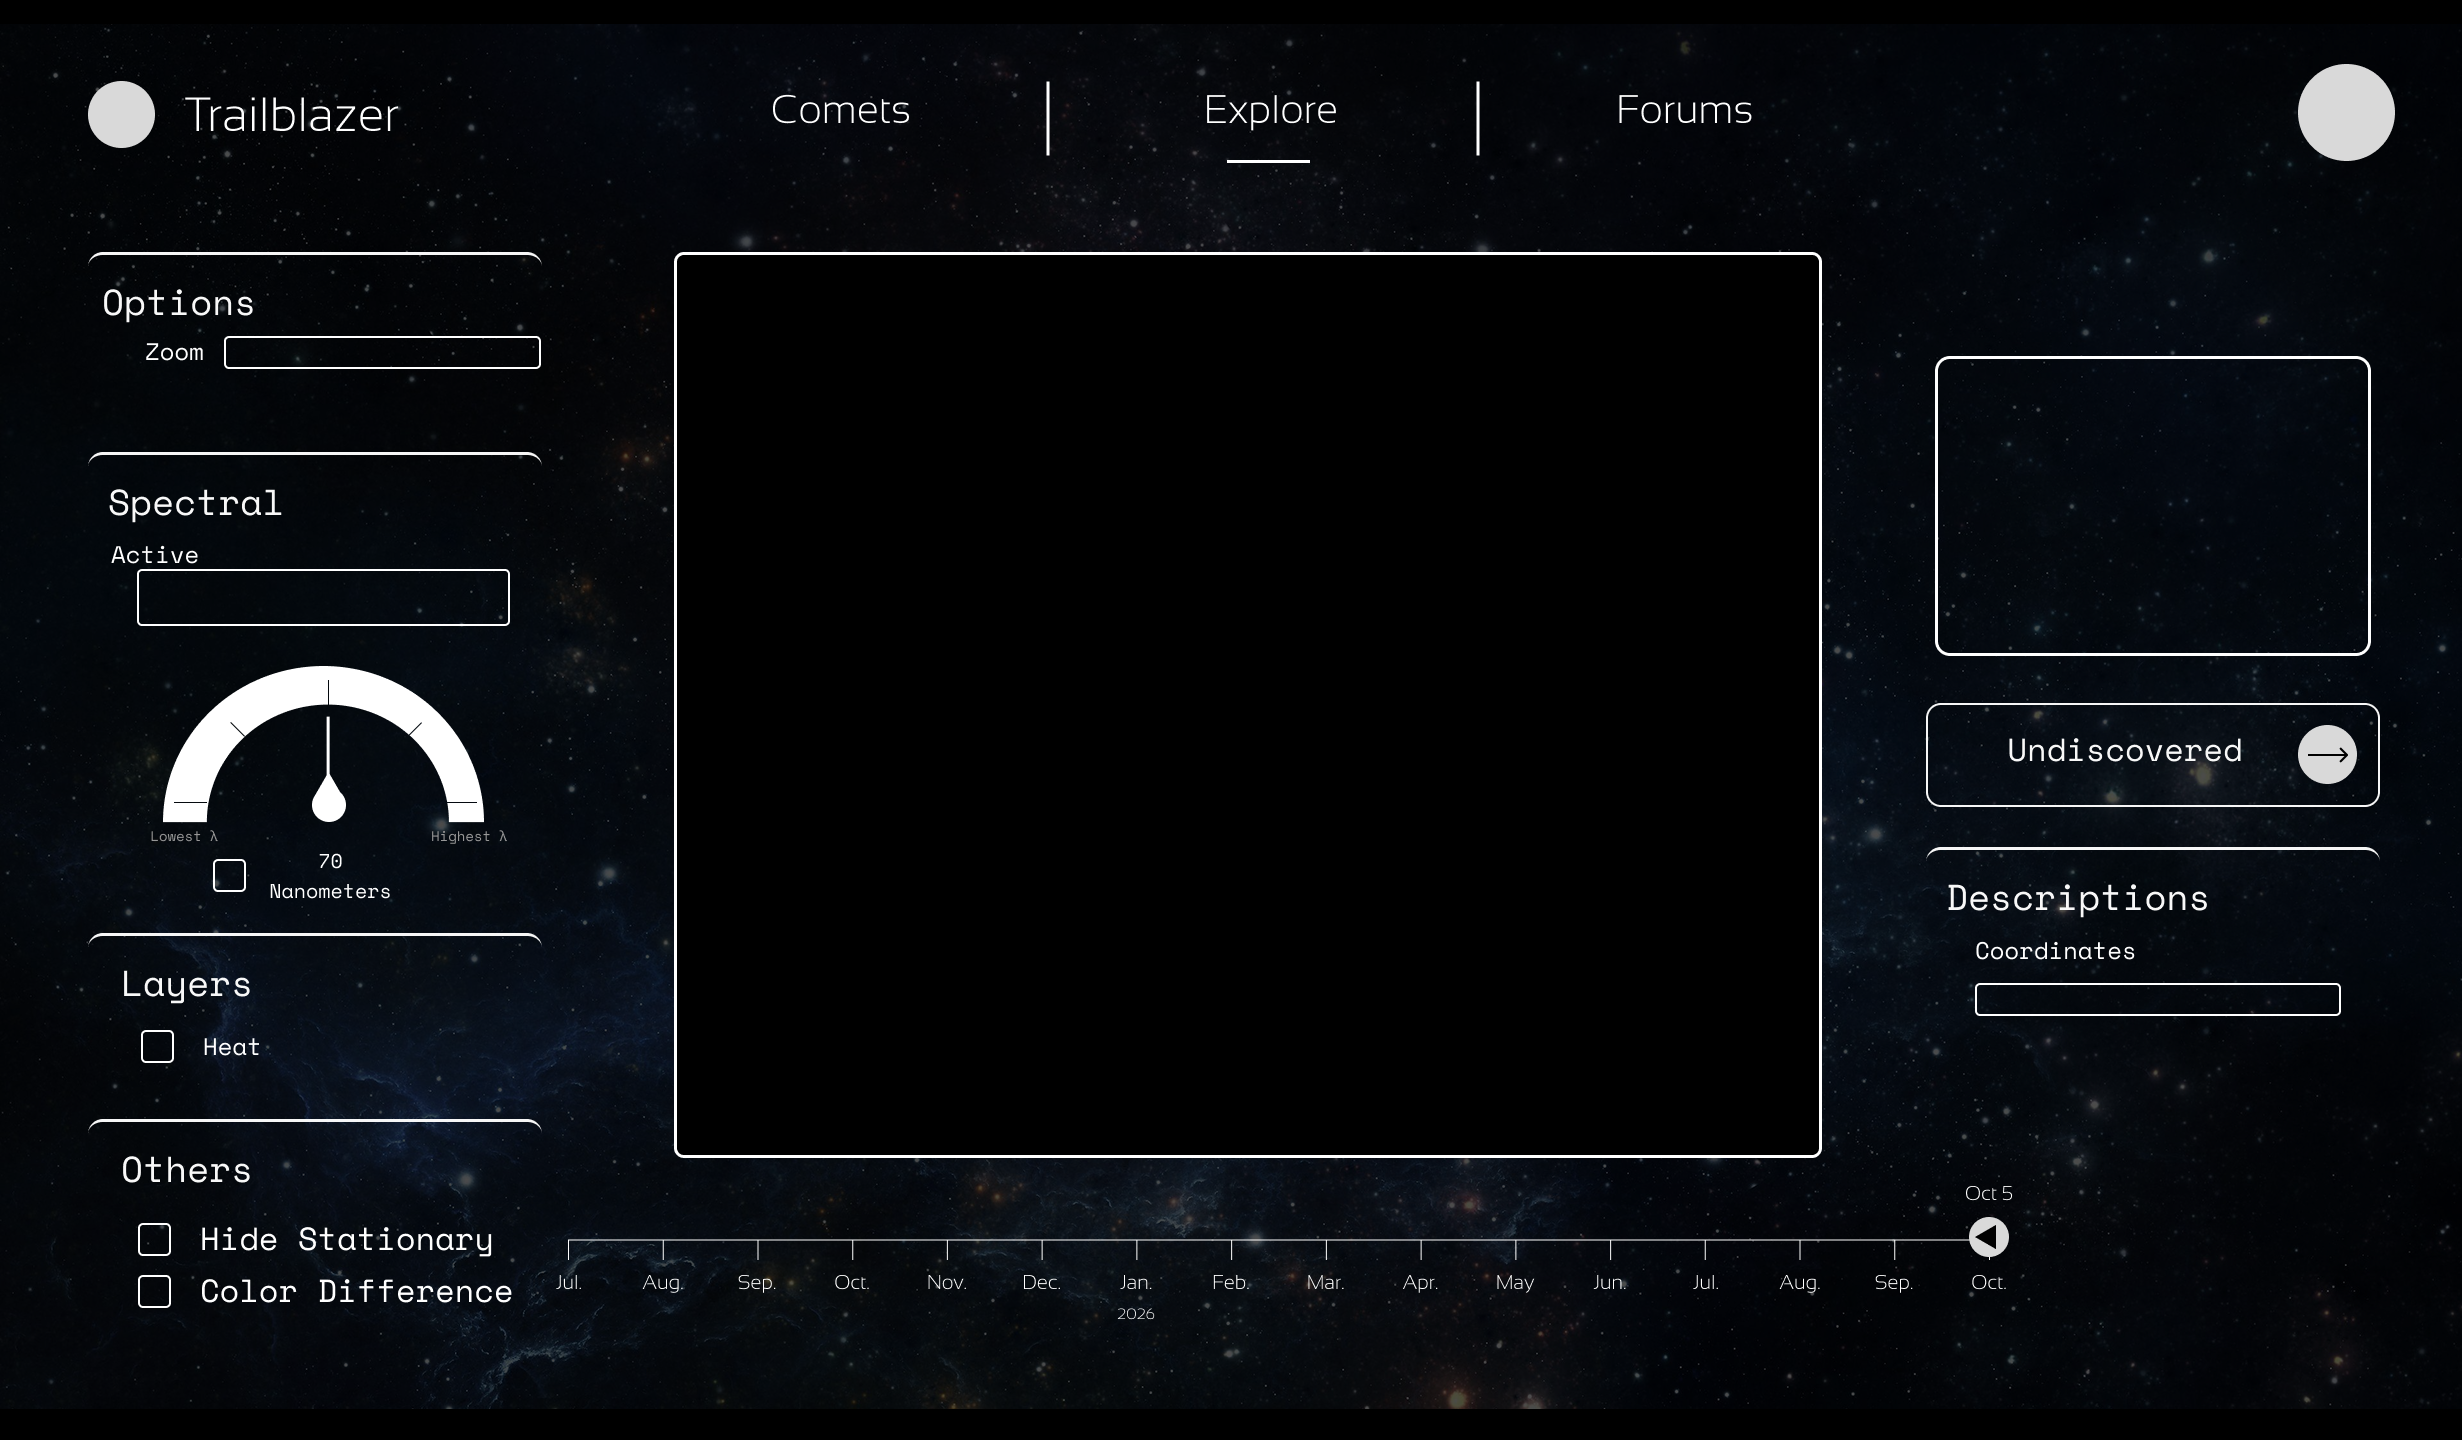 Trailblazer
Comets
Explore
Forums
Options
Zoom
Spectral
Active
Lowest λ
Highest λ
70
Nanometers
Layers
Heat
Others
Hide Stationary
Color Difference
Undiscovered
Descriptions
Coordinates
Oct 5
Jul. Aug. Sep. Oct. Nov. Dec. Jan. Feb. Mar. Apr. May Jun. Jul. Aug. Sep. Oct.
2026